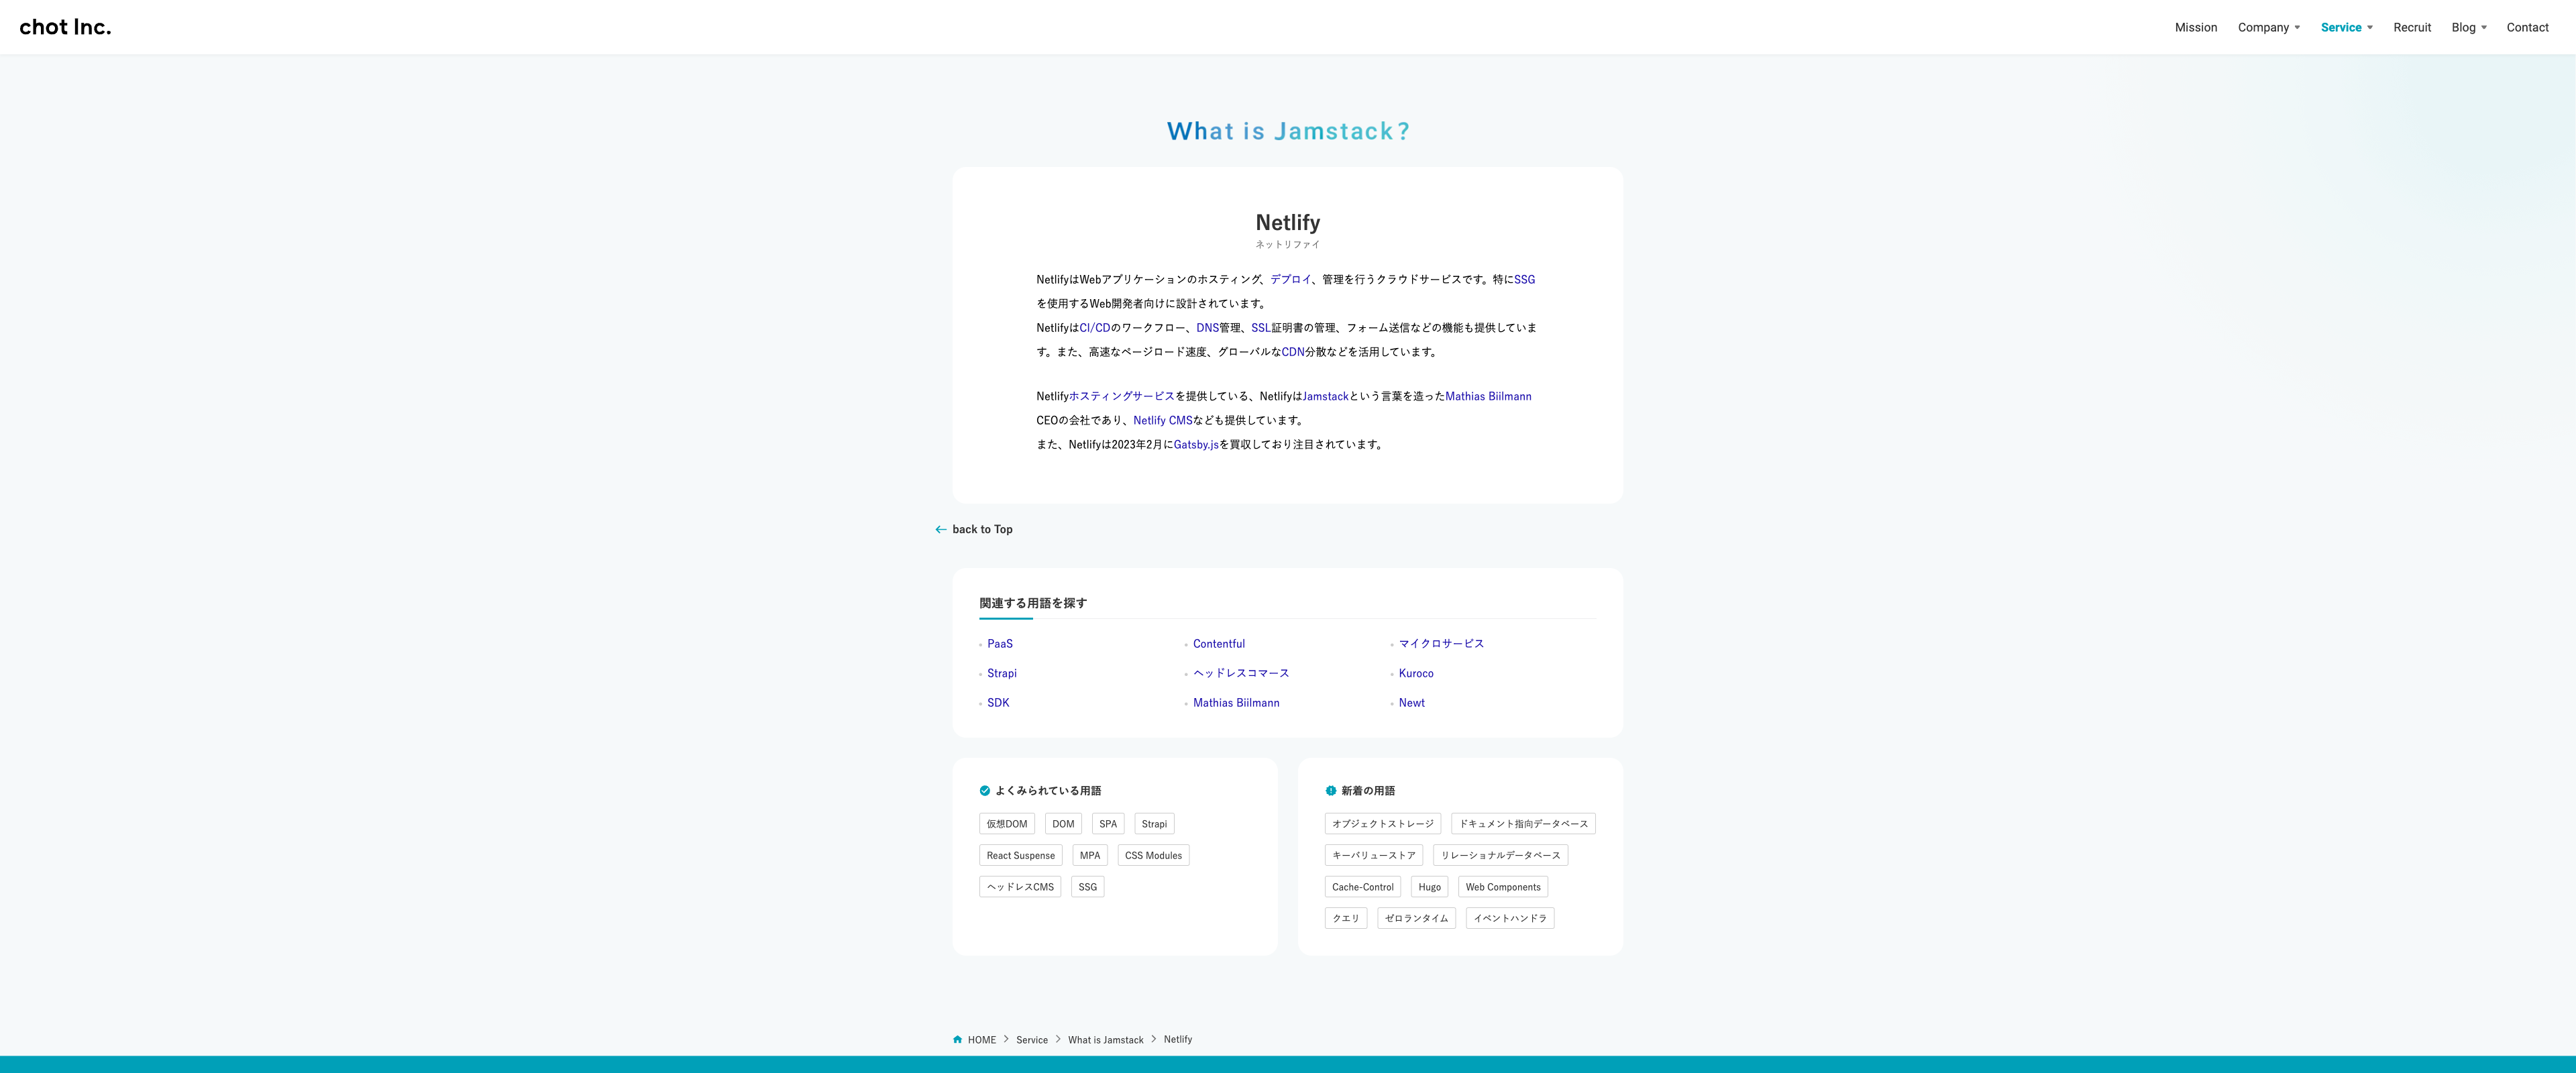 chot Inc.
Mission Company Service Recruit Blog Contact
What is Jamstack?
Netlify
ネットリファイ
NetlifyはWebアプリケーションのホスティング、デプロイ、管理を行うクラウドサービスです。特にSSG
を使用するWeb開発者向けに設計されています。
NetlifyはCI/CDのワークフロー、DNS管理、SSL証明書の管理、フォーム送信などの機能も提供していま
す。また、高速なページロード速度、グローバルなCDN分散などを活用しています。
Netlifyホスティングサービスを提供している、NetlifyはJamstackという言葉を造ったMathias Biilmann
CEOの会社であり、Netlify CMSなども提供しています。
また、Netlifyは2023年2月にGatsby.jsを買収しており注目されています。
back to Top
関連する用語を探す
PaaS Contentful マイクロサービス
Strapi ヘッドレスコマース Kuroco
SDK Mathias Biilmann Newt
よくみられている用語
仮想DOM DOM SPA Strapi
React Suspense MPA CSS Modules
ヘッドレスCMS SSG
新着の用語
オブジェクトストレージ ドキュメント指向データベース
キーバリューストア リレーショナルデータベース
Cache-Control Hugo Web Components
クエリ ゼロランタイム イベントハンドラ
HOME Service What is Jamstack Netlify